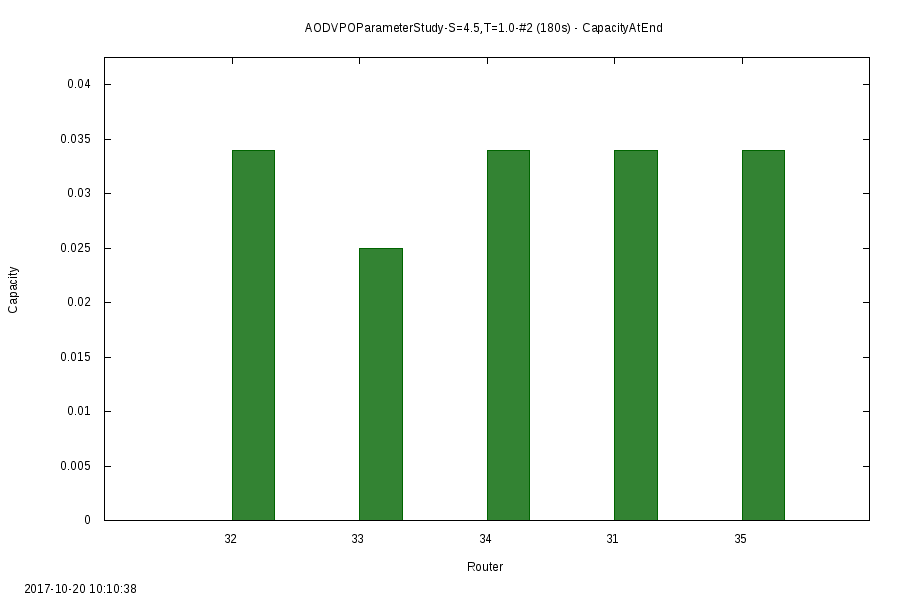 AODVPOParameterStudy-S=4.5,T=1.0-#2 (180s) - CapacityAtEnd
0.04
0.035
0.03
0.025
0.02
0.015
0.01
0.005
0
Capacity
32 33 34 31 35
Router
2017-10-20 10:10:38